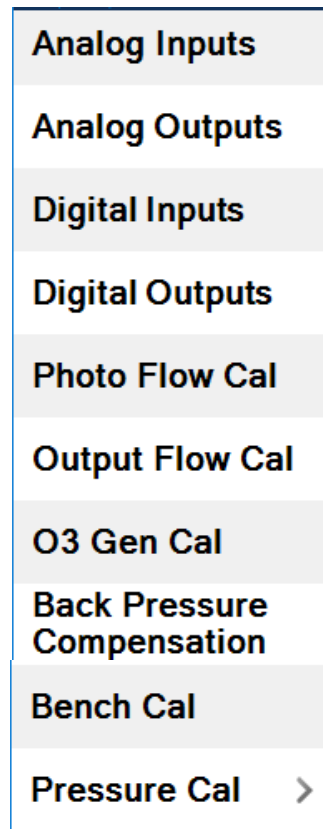 Analog Inputs
Analog Outputs
Digital Inputs
Digital Outputs
Photo Flow Cal
Output Flow Cal
O3 Gen Cal
Back Pressure
Compensation
Bench Cal
Pressure Cal